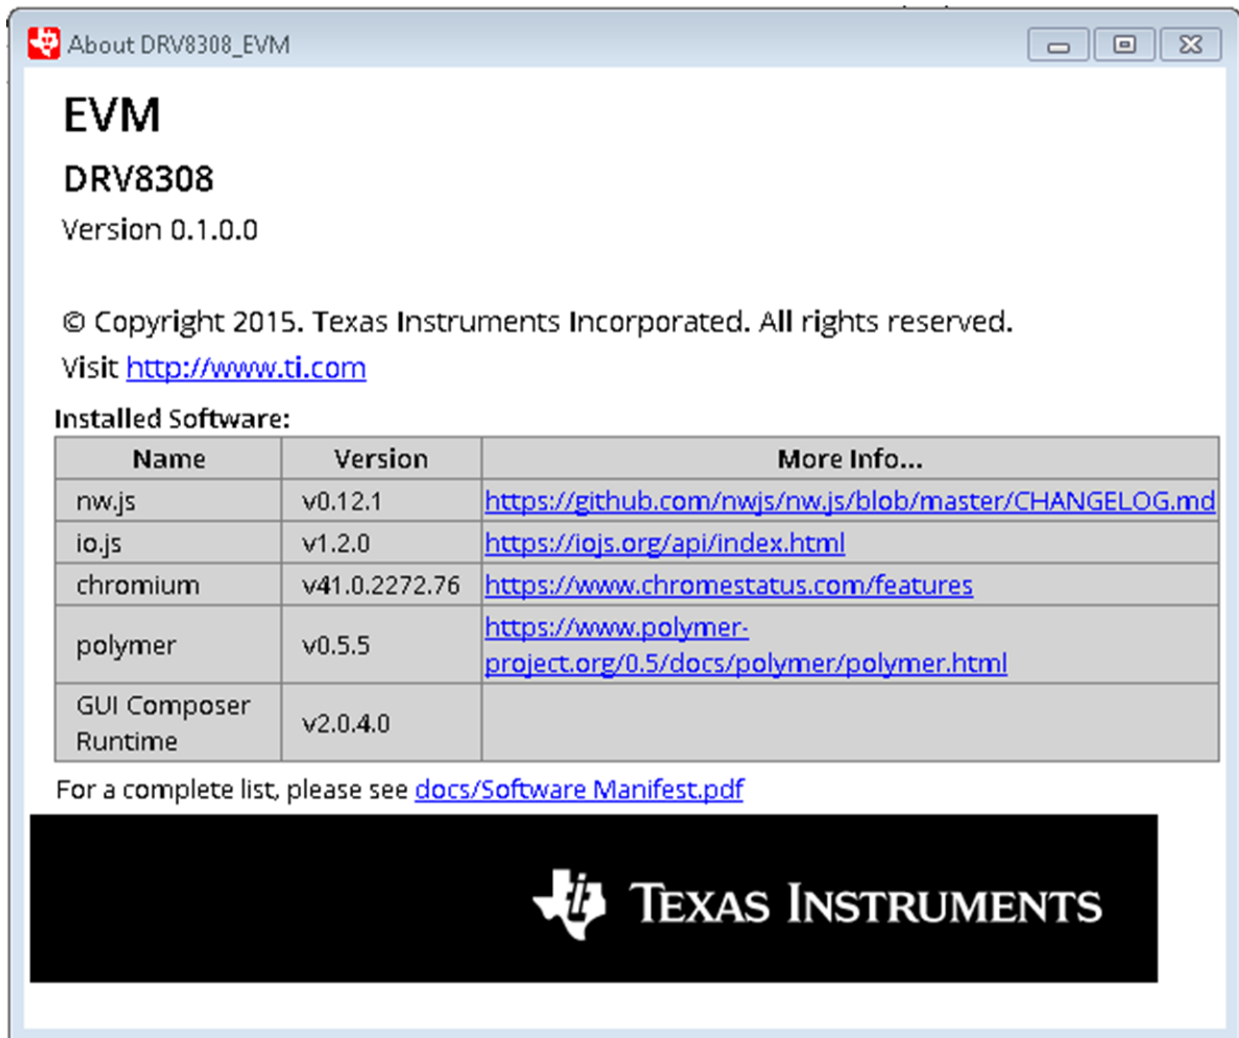 About DRV8308_EVM
EVM
DRV8308
Version 0.1.0.0
© Copyright 2015. Texas Instruments Incorporated. All rights reserved.
Visit http://www.ti.com
Installed Software:
Name Version More Info...
nw.js v0.12.1 https://github.com/nwjs/nw.js/blob/master/CHANGELOG.md
io.js v1.2.0 https://iojs.org/api/index.html
chromium v41.0.2272.76 https://www.chromestatus.com/features
polymer v0.5.5 https://www.polymer-
project.org/0.5/docs/polymer/polymer.html
GUI Composer
Runtime v2.0.4.0
For a complete list, please see docs/Software Manifest.pdf
TEXAS INSTRUMENTS